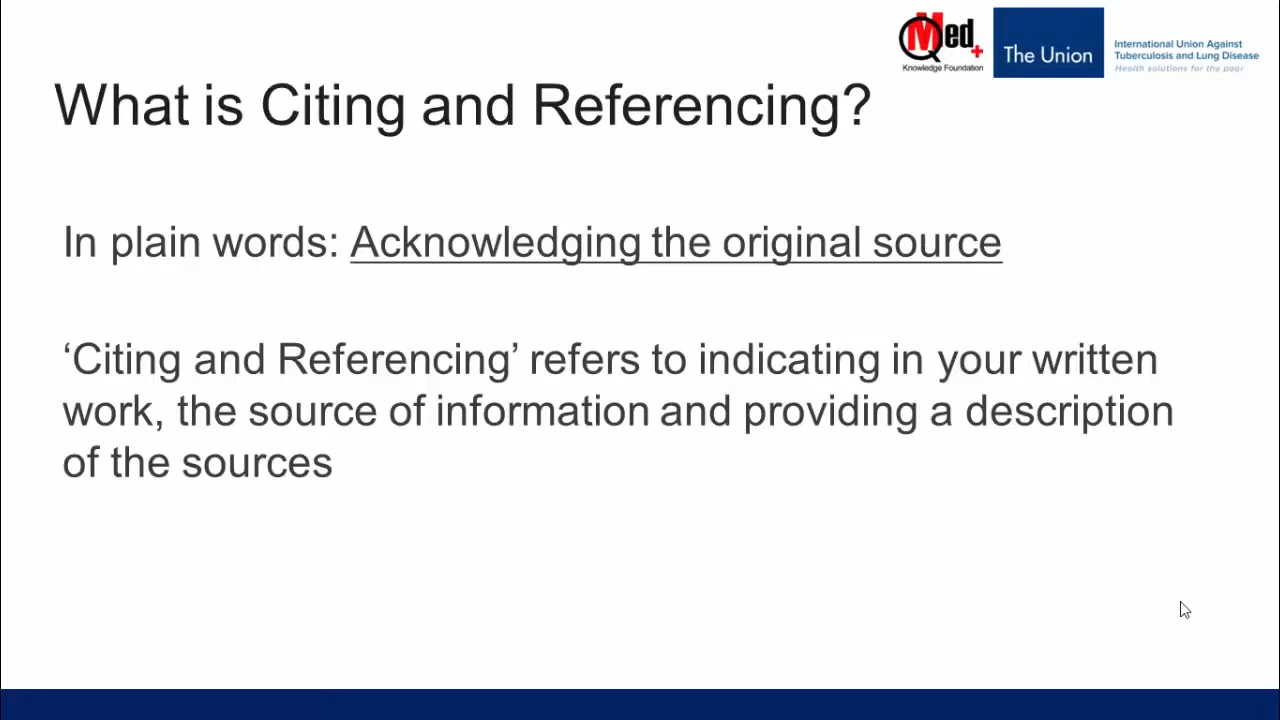 QMed+
Knowledge Foundation
The Union
International Union Against
Tuberculosis and Lung Disease
Health solutions for the poor
What is Citing and Referencing?
In plain words: Acknowledging the original source
‘Citing and Referencing’ refers to indicating in your written
work, the source of information and providing a description
of the sources